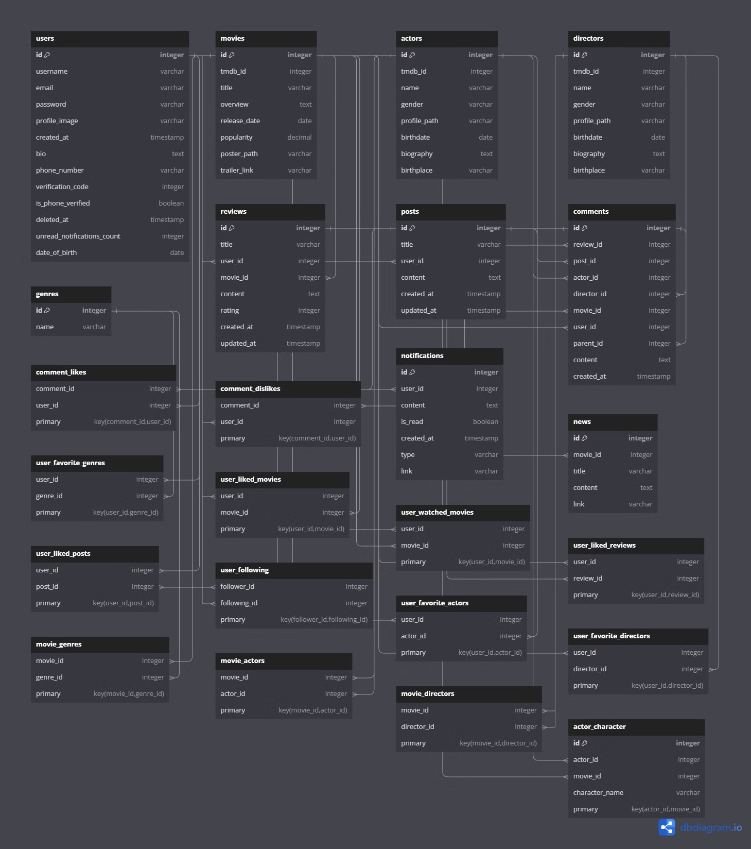 users
id integer
username varchar
email varchar
password varchar
profile_image varchar
created_at timestamp
bio text
phone_number varchar
verification_code integer
is_phone_verified boolean
deleted_at timestamp
unread_notifications_count integer
date_of_birth date
movies
id integer
tmdb_id integer
title varchar
overview text
release_date date
popularity decimal
poster_path varchar
trailer_link varchar
actors
id integer
tmdb_id integer
name varchar
gender varchar
profile_path varchar
birthdate date
biography text
birthplace varchar
directors
id integer
tmdb_id integer
name varchar
gender varchar
profile_path varchar
birthdate date
biography text
birthplace varchar
reviews
id integer
title varchar
user_id integer
movie_id integer
content text
rating integer
created_at timestamp
updated_at timestamp
posts
id integer
title varchar
user_id integer
content text
created_at timestamp
updated_at timestamp
comments
id integer
review_id integer
post_id integer
actor_id integer
director_id integer
movie_id integer
user_id integer
parent_id integer
content text
created_at timestamp
genres
id integer
name varchar
comment_likes
comment_id integer
user_id integer
primary key(comment_id,user_id)
comment_dislikes
comment_id integer
user_id integer
primary key(comment_id,user_id)
notifications
id integer
user_id integer
content text
is_read boolean
created_at timestamp
type varchar
link varchar
news
id integer
movie_id integer
title varchar
content text
link varchar
user_favorite_genres
user_id integer
genre_id integer
primary key(user_id,genre_id)
user_liked_movies
user_id integer
movie_id integer
primary key(user_id,movie_id)
user_watched_movies
user_id integer
movie_id integer
primary key(user_id,movie_id)
user_liked_reviews
user_id integer
review_id integer
primary key(user_id,review_id)
user_liked_posts
user_id integer
post_id integer
primary key(user_id,post_id)
user_following
follower_id integer
following_id integer
primary key(follower_id,following_id)
user_favorite_actors
user_id integer
actor_id integer
primary key(user_id,actor_id)
user_favorite_directors
user_id integer
director_id integer
primary key(user_id,director_id)
movie_genres
movie_id integer
genre_id integer
primary key(movie_id,genre_id)
movie_actors
movie_id integer
actor_id integer
primary key(movie_id,actor_id)
movie_directors
movie_id integer
director_id integer
primary key(movie_id,director_id)
actor_character
id integer
actor_id integer
movie_id integer
character_name varchar
primary key(actor_id,movie_id)
dbdiagram.io